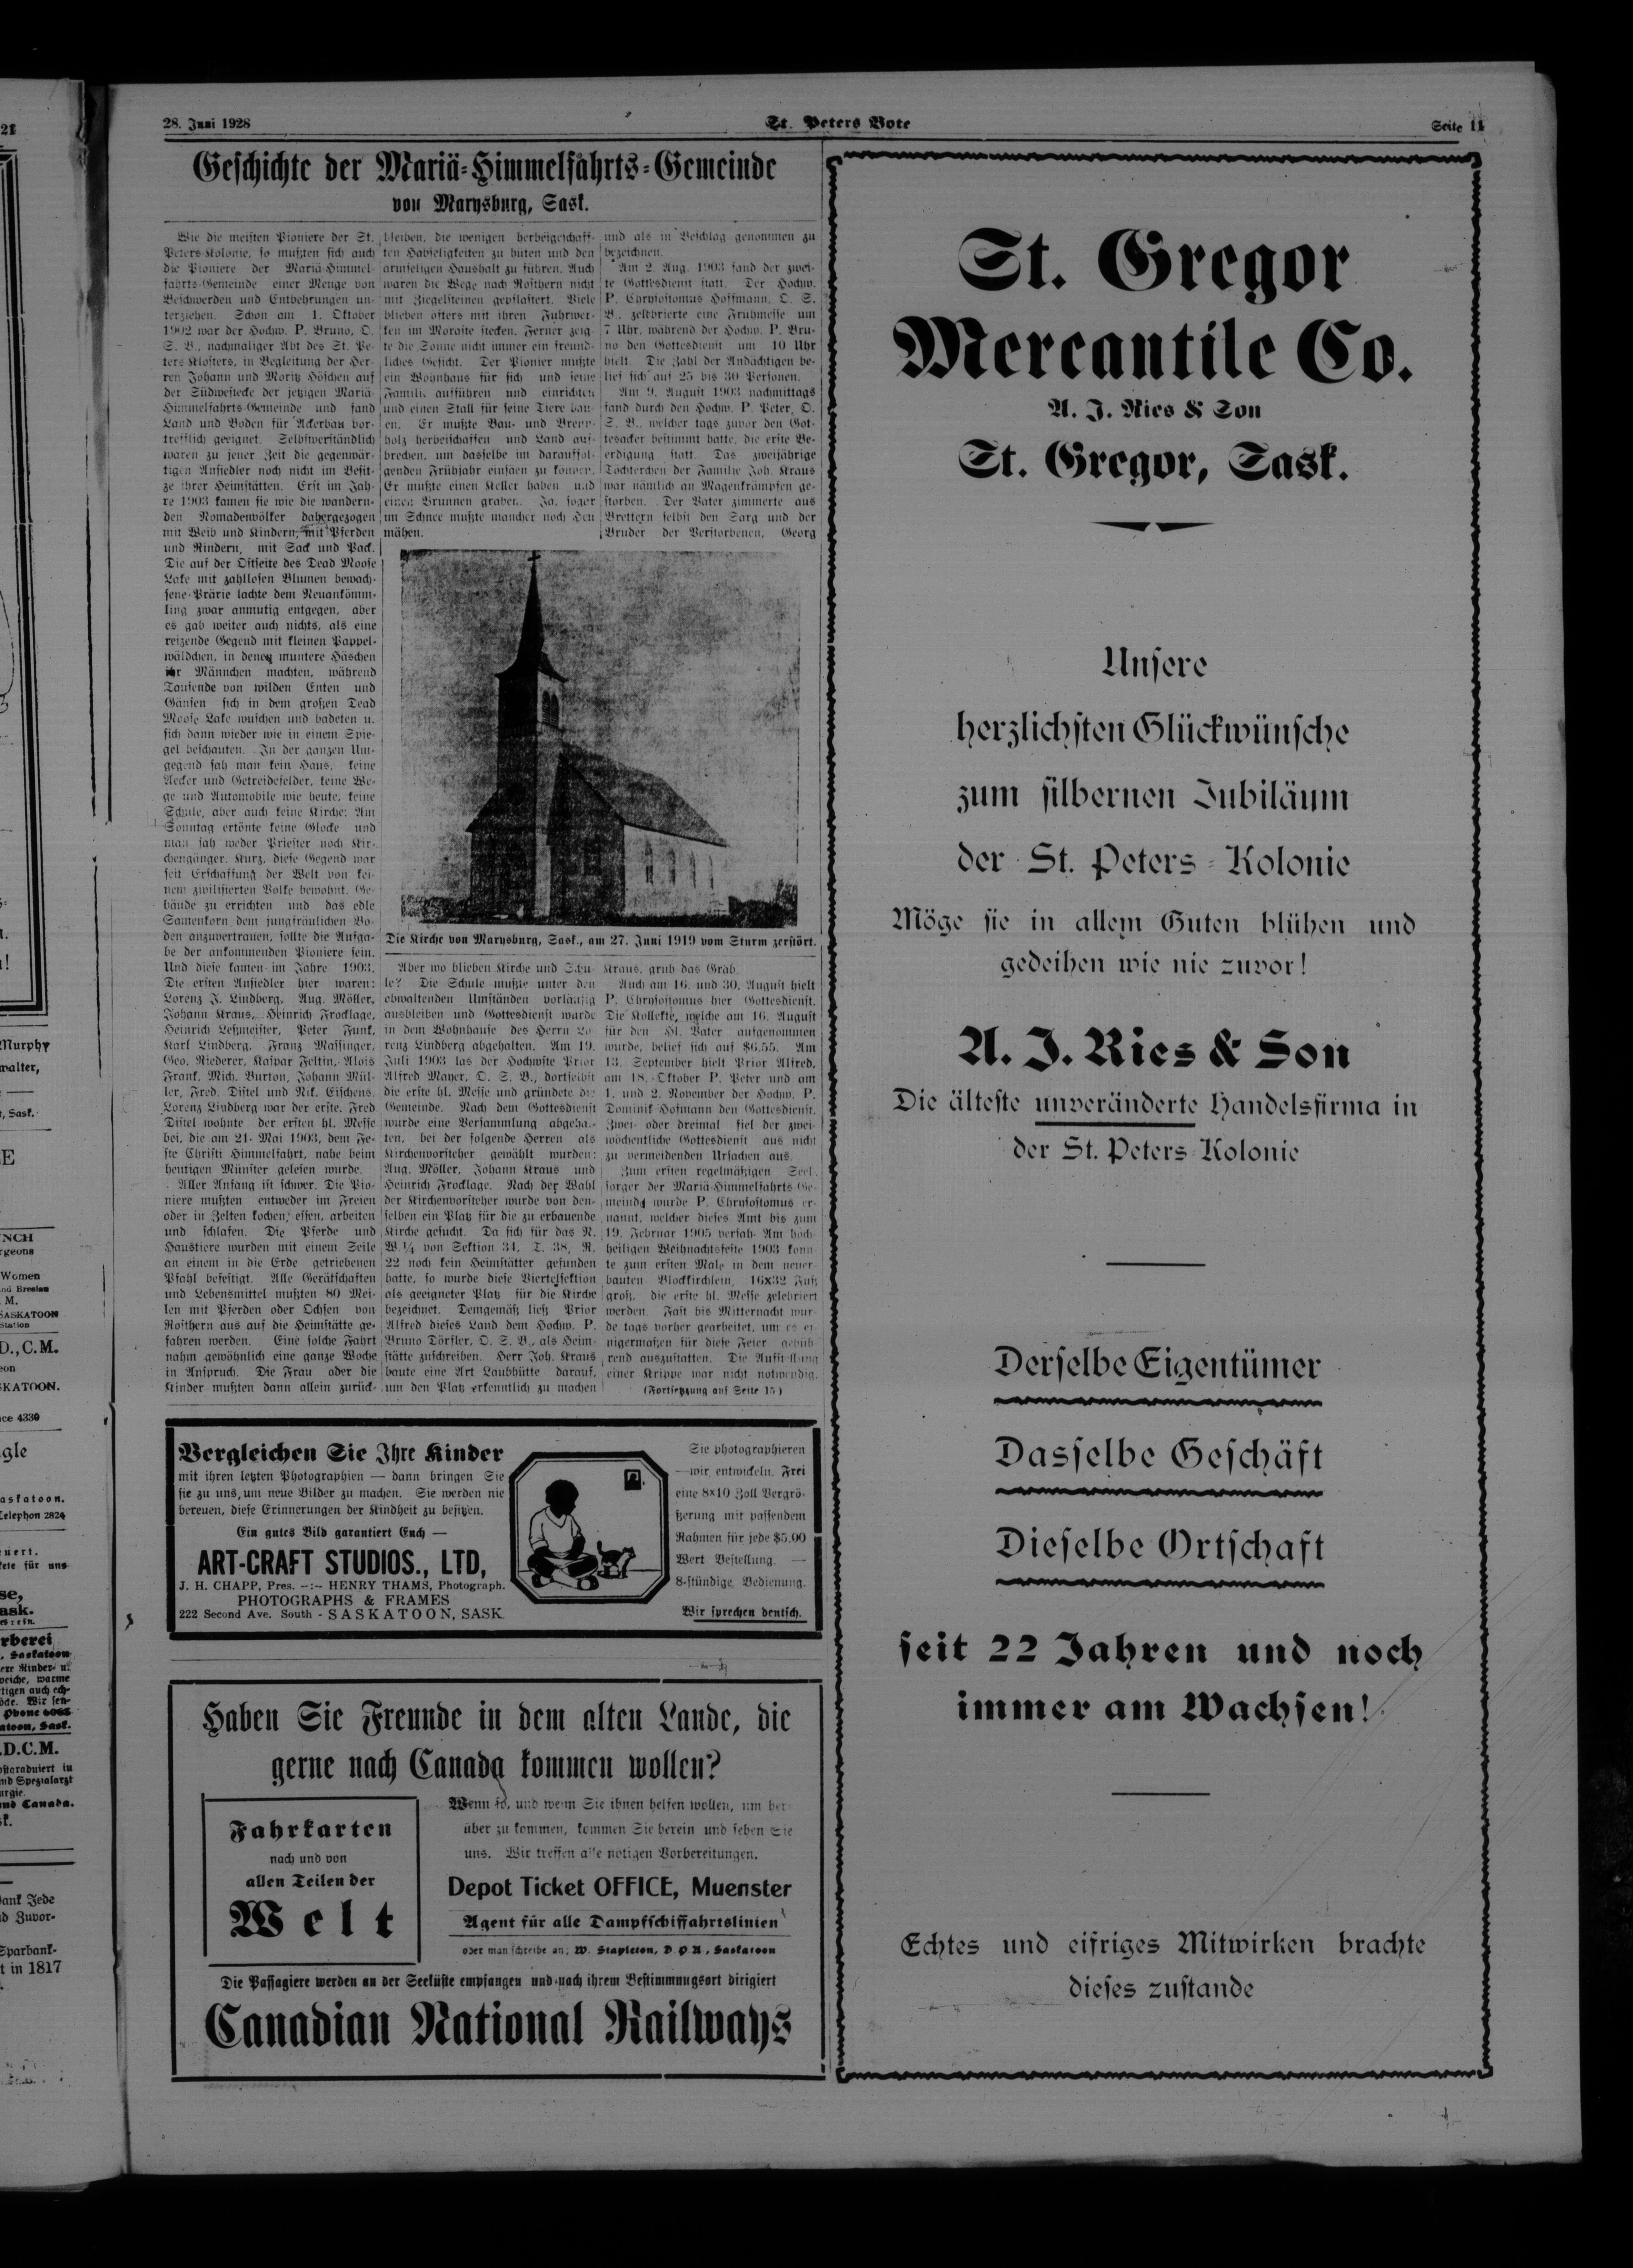 28. Juni 1928
St. Peters Bote
Seite 11
Geschichte der Mariä-Himmelfahrts-Gemeinde
von Marysburg, Sask.
Wie die meisten Pioniere der St.
Peters-Kolonie, so mußten sich auch
die Pioniere der Mariä-Himmel-
fahrts-Gemeinde einer Menge von
Beschwerden und Entbehrungen un-
terziehen. Schon am 1. Oktober
1902 war der Hochw. P. Bruno, O.
S. B., nachmaliger Abt des St. Pe-
ters-Klosters, in Begleitung der Her-
ren Johann und Moritz Höschen auf
der Südwestecke der jetzigen Mariä-
Himmelfahrts-Gemeinde und fand
Land und Boden für Ackerbau vor-
trefflich geeignet. Selbstverständlich
waren zu jener Zeit die gegenwär-
tigen Ansiedler noch nicht im Besit-
ze ihrer Heimstätten. Erst im Jah-
re 1903 kamen sie wie die wandern-
den Nomadenvölker dahergezogen
mit Weib und Kindern, mit Pferden
und Rindern, mit Sack und Pack.
Die auf der Ostseite des Dead Moose
Lake mit zahllosen Blumen bewach-
sene Prärie lachte dem Neuankömm-
ling zwar anmutig entgegen, aber
es gab weiter auch nichts, als eine
reizende Gegend mit kleinen Pappel-
wäldchen, in denen muntere Häschen
ihr Männchen machten, während
Tausende von wilden Enten und
Gänsen sich in dem großen Dead
Moose Lake wuschen und badeten u.
sich dann wieder wie in einem Spie-
gel beschauten. In der ganzen Um-
gegend sah man kein Haus, keine
Aecker und Getreidefelder, keine We-
ge und Automobile wie heute, keine
Schule, aber auch keine Kirche: Am
Sonntag ertönte keine Glocke und
man sah weder Priester noch Kir-
chengänger. Kurz, diese Gegend war
seit Erschaffung der Welt von kei-
nem zivilisierten Volke bewohnt. Ge-
bäude zu errichten und das edle
Samenkorn dem jungfräulichen Bo-
den anzuvertrauen, sollte die Aufga-
be der ankommenden Pioniere sein.
Und diese kamen im Jahre 1903.
Die ersten Ansiedler hier waren:
Lorenz J. Lindberg, Aug. Möller,
Johann Kraus, Heinrich Frocklage,
Heinrich Leßmeister, Peter Funk,
Karl Lindberg, Franz Massinger,
Geo. Riederer, Kaspar Feltin, Alois
Frank, Mich. Burton, Johann Mül-
ler, Fred. Distel und Nik. Eischens.
Lorenz Lindberg war der erste. Fred
Distel wohnte der ersten hl. Messe
bei, die am 21. Mai 1903, dem Fe-
ste Christi Himmelfahrt, nahe beim
heutigen Münster gelesen wurde.
Aller Anfang ist schwer. Die Pio-
niere mußten entweder im Freien
oder in Zelten kochen, essen, arbeiten
und schlafen. Die Pferde und
Haustiere wurden mit einem Seile
an einem in die Erde getriebenen
Pfahl befestigt. Alle Gerätschaften
und Lebensmittel mußten 80 Mei-
len mit Pferden oder Ochsen von
Rosthern aus auf die Heimstätte ge-
fahren werden. Eine solche Fahrt
nahm gewöhnlich eine ganze Woche
in Anspruch. Die Frau oder die
Kinder mußten dann allein zurück-
bleiben, die wenigen herbeigeschaff-
ten Habseligkeiten zu hüten und den
armseligen Haushalt zu führen. Auch
waren die Wege nach Rosthern nicht
mit Ziegelsteinen gepflastert. Viele
blieben öfters mit ihren Fuhrwer-
ken im Moraste stecken. Ferner zeig-
te die Sonne nicht immer ein freund-
liches Gesicht. Der Pionier mußte
ein Wohnhaus für sich und seine
Familie aufführen und einrichten
und einen Stall für seine Tiere bau-
en. Er mußte Bau- und Brenn-
holz herbeischaffen und Land auf-
brechen, um dasselbe im darauffol-
genden Frühjahr einsäen zu können.
Er mußte einen Keller haben und
einen Brunnen graben. Ja, sogar
im Schnee mußte mancher noch Heu
mähen.
und als in Beschlag genommen zu
bezeichnen.
Am 2. Aug. 1903 fand der zwei-
te Gottesdienst statt. Der Hochw.
P. Chrysostomus Hoffmann, O. S.
B., zelebrierte eine Frühmesse um
7 Uhr, während der Hochw. P. Bru-
no den Gottesdienst um 10 Uhr
hielt. Die Zahl der Andächtigen be-
lief sich auf 25 bis 30 Personen.
Am 9. August 1903 nachmittags
fand durch den Hochw. P. Peter, O.
S. B., welcher tags zuvor den Got-
tesacker bestimmt hatte, die erste Be-
erdigung statt. Das zweijährige
Töchterchen der Familie Joh. Kraus
war nämlich an Magenkrämpfen ge-
storben. Der Vater zimmerte aus
Brettern selbst den Sarg und der
Bruder der Verstorbenen, Georg
Die Kirche von Marysburg, Sask., am 27. Juni 1919 vom Sturm zerstört.
Aber wo blieben Kirche und Schu-
le? Die Schule mußte unter den
obwaltenden Umständen vorläufig
ausbleiben und Gottesdienst wurde
in dem Wohnhause des Herrn Lo-
renz Lindberg abgehalten. Am 19.
Juli 1903 las der Hochwste Prior
Alfred Mayer, O. S. B., dortselbst
die erste hl. Messe und gründete die
Gemeinde. Nach dem Gottesdienst
wurde eine Versammlung abgehal-
ten, bei der folgende Herren als
Kirchenvorsteher gewählt wurden:
Aug. Möller, Johann Kraus und
Heinrich Frocklage. Nach der Wahl
der Kirchenvorsteher wurde von den-
selben ein Platz für die zu erbauende
Kirche gesucht. Da sich für das N.
W.¼ von Sektion 34, T. 38, R.
22 noch kein Heimstätter gefunden
hatte, so wurde diese Viertelsektion
als geeigneter Platz für die Kirche
bezeichnet. Demgemäß ließ Prior
Alfred dieses Land dem Hochw. P.
Bruno Dörfler, O. S. B., als Heim-
stätte zuschreiben. Herr Joh. Kraus
baute eine Art Laubhütte darauf,
um den Platz erkenntlich zu machen
Kraus, grub das Grab.
Auch am 16. und 30. August hielt
P. Chrysostomus hier Gottesdienst.
Die Kollekte, welche am 16. August
für den Hl. Vater aufgenommen
wurde, belief sich auf $6.55. Am
13. September hielt Prior Alfred,
am 18. Oktober P. Peter und am
1. und 2. November der Hochw. P.
Dominik Hofmann den Gottesdienst.
Zwei- oder dreimal fiel der zwei-
wöchentliche Gottesdienst aus nicht
zu vermeidenden Ursachen aus.
Zum ersten regelmäßigen Seel-
sorger der Mariä-Himmelfahrts-Ge-
meinde wurde P. Chrysostomus er-
nannt, welcher dieses Amt bis zum
19. Februar 1905 versah. Am hoch-
heiligen Weihnachtsfeste 1903 konn-
te zum ersten Male in dem neuer-
bauten Blockkirchlein, 16x32 Fuß
groß, die erste hl. Messe zelebriert
werden. Fast bis Mitternacht wur-
de tags vorher gearbeitet, um es ei-
nigermaßen für diese Feier gebüh-
rend auszustatten. Die Aufstellung
einer Krippe war nicht notwendig.
(Fortsetzung auf Seite 15)
Vergleichen Sie Ihre Kinder
mit ihren letzten Photographien — dann bringen Sie
sie zu uns, um neue Bilder zu machen. Sie werden nie
bereuen, diese Erinnerungen der Kindheit zu besitzen.
Ein gutes Bild garantiert Euch —
ART-CRAFT STUDIOS., LTD,
J. H. CHAPP, Pres. -:- HENRY THAMS, Photograph.
PHOTOGRAPHS & FRAMES
222 Second Ave. South - SASKATOON, SASK.
Sie photographieren
—wir entwickeln. Frei
eine 8x10 Zoll Vergrö-
ßerung mit passendem
Rahmen für jede $5.00
Wert Bestellung. —
8-stündige Bedienung.
Wir sprechen deutsch.
Haben Sie Freunde in dem alten Lande, die
gerne nach Canada kommen wollen?
Fahrkarten
nach und von
allen Teilen der
Welt
Wenn so, und wenn Sie ihnen helfen wollen, um her-
über zu kommen, kommen Sie herein und sehen Sie
uns. Wir treffen alle nötigen Vorbereitungen.
Depot Ticket OFFICE, Muenster
Agent für alle Dampfschiffahrtslinien
oder man schreibe an: W. Stapleton, D. P. A., Saskatoon
Die Passagiere werden an der Seeküste empfangen und nach ihrem Bestimmungsort dirigiert
Canadian National Railways
St. Gregor
Mercantile Co.
A. J. Ries & Son
St. Gregor, Sask.
Unsere
herzlichsten Glückwünsche
zum silbernen Jubiläum
der St. Peters-Kolonie
Möge sie in allem Guten blühen und
gedeihen wie nie zuvor!
A. J. Ries & Son
Die älteste unveränderte Handelsfirma in
der St. Peters-Kolonie
Derselbe Eigentümer
Dasselbe Geschäft
Dieselbe Ortschaft
seit 22 Jahren und noch
immer am Wachsen!
Echtes und eifriges Mitwirken brachte
dieses zustande